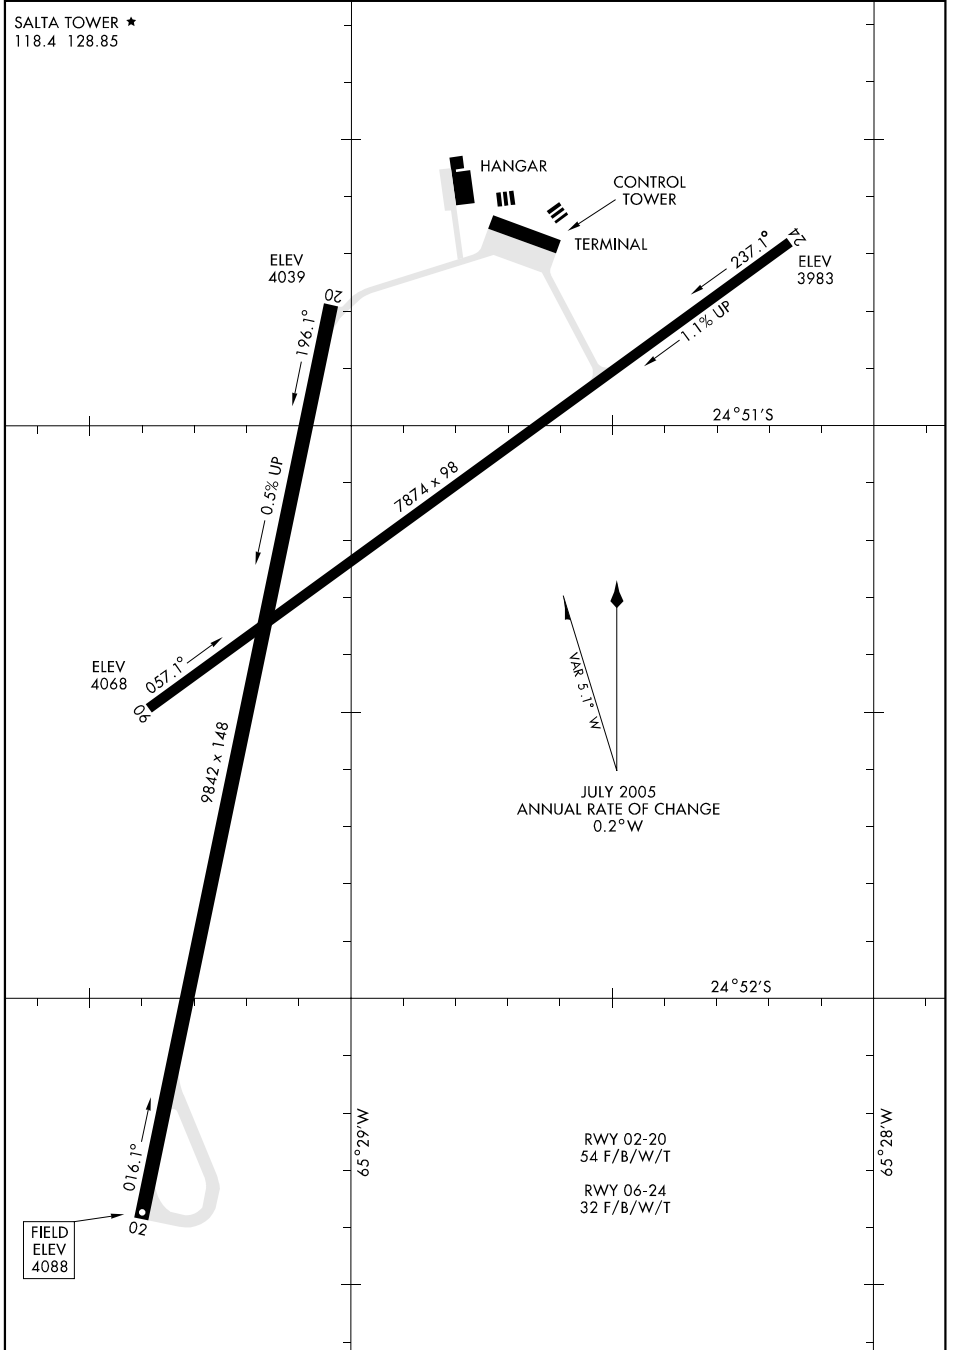 SALTA TOWER ★
118.4 128.85
HANGAR
CONTROL
TOWER
TERMINAL
ELEV
4039
20
24
ELEV
3983
237.1°
1.1% UP
196.1°
24°51'S
0.5% UP
7874 x 98
ELEV
4068
057.1°
06
VAR 5.1° W
9842 x 148
JULY 2005
ANNUAL RATE OF CHANGE
0.2°W
24°52'S
65°29'W
65°28'W
016.1°
RWY 02-20
54 F/B/W/T
RWY 06-24
32 F/B/W/T
02
FIELD
ELEV
4088